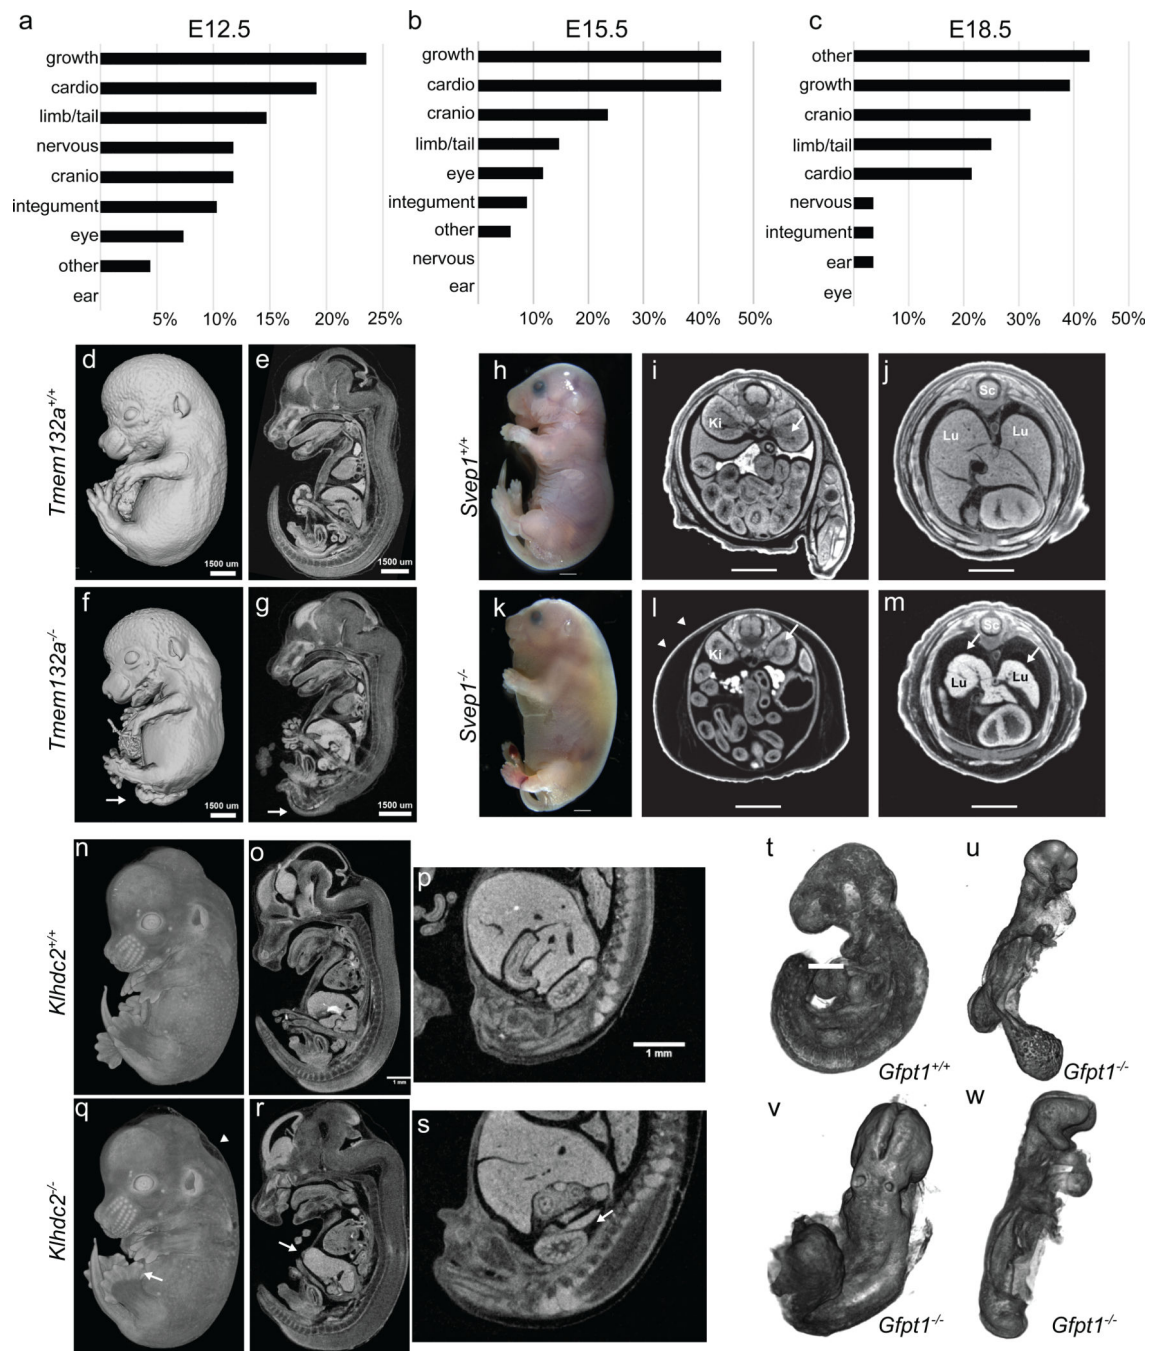 a
E12.5
growth
cardio
limb/tail
nervous
cranio
integument
eye
other
ear
5% 10% 15% 20% 25%
b
E15.5
growth
cardio
cranio
limb/tail
eye
integument
other
nervous
ear
10% 20% 30% 40% 50%
c
E18.5
other
growth
cranio
limb/tail
cardio
nervous
integument
ear
eye
10% 20% 30% 40% 50%
Tmem132a+/+
d
1500 um
e
1500 um
Tmem132a-/-
f
1500 um
g
1500 um
Svep1+/+
h
i
Ki
j
Sc
Lu
Lu
Svep1-/-
k
l
Ki
m
Sc
Lu
Lu
Klhdc2+/+
n
o
1 mm
p
1 mm
Klhdc2-/-
q
r
s
t
Gfpt1+/+
u
Gfpt1-/-
v
Gfpt1-/-
w
Gfpt1-/-